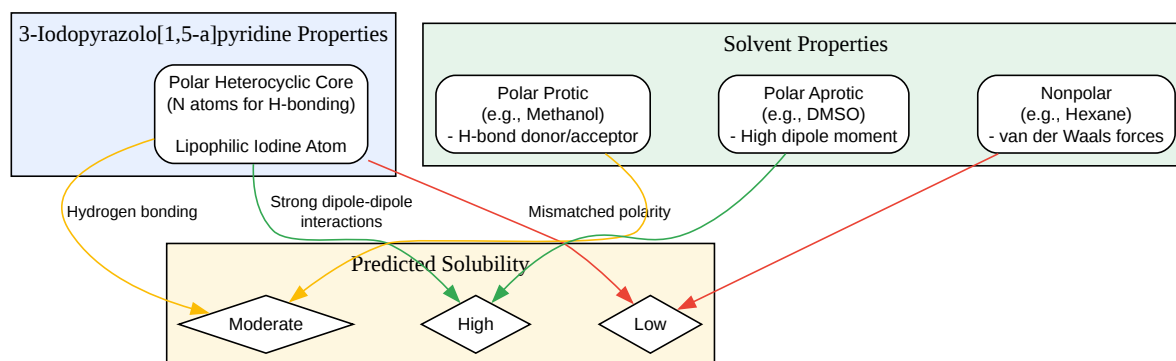 3-Iodopyrazolo[1,5-a]pyridine Properties
Polar Heterocyclic Core
(N atoms for H-bonding)
Lipophilic Iodine Atom
Solvent Properties
Polar Protic
(e.g., Methanol)
- H-bond donor/acceptor
Polar Aprotic
(e.g., DMSO)
- High dipole moment
Nonpolar
(e.g., Hexane)
- van der Waals forces
Hydrogen bonding
Strong dipole-dipole
interactions
Mismatched polarity
Predicted Solubility
Moderate
High
Low